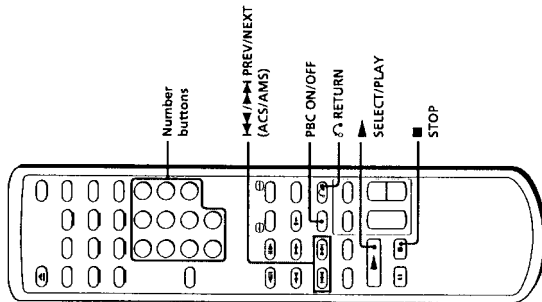 Number
buttons
⏮/⏭ PREV/NEXT
(ACS/AMS)
PBC ON/OFF
RETURN
▶
SELECT/PLAY
■
STOP